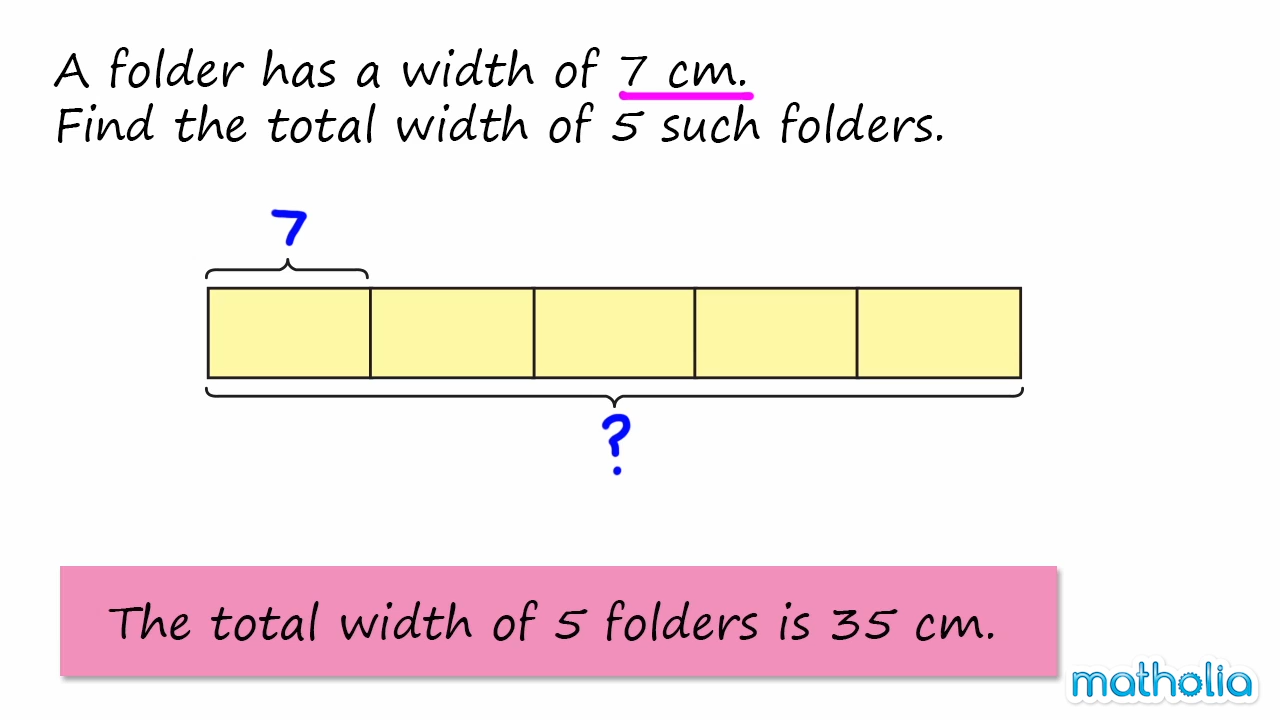 A folder has a width of 7 cm.
Find the total width of 5 such folders.
7
?
The total width of 5 folders is 35 cm.
matholia